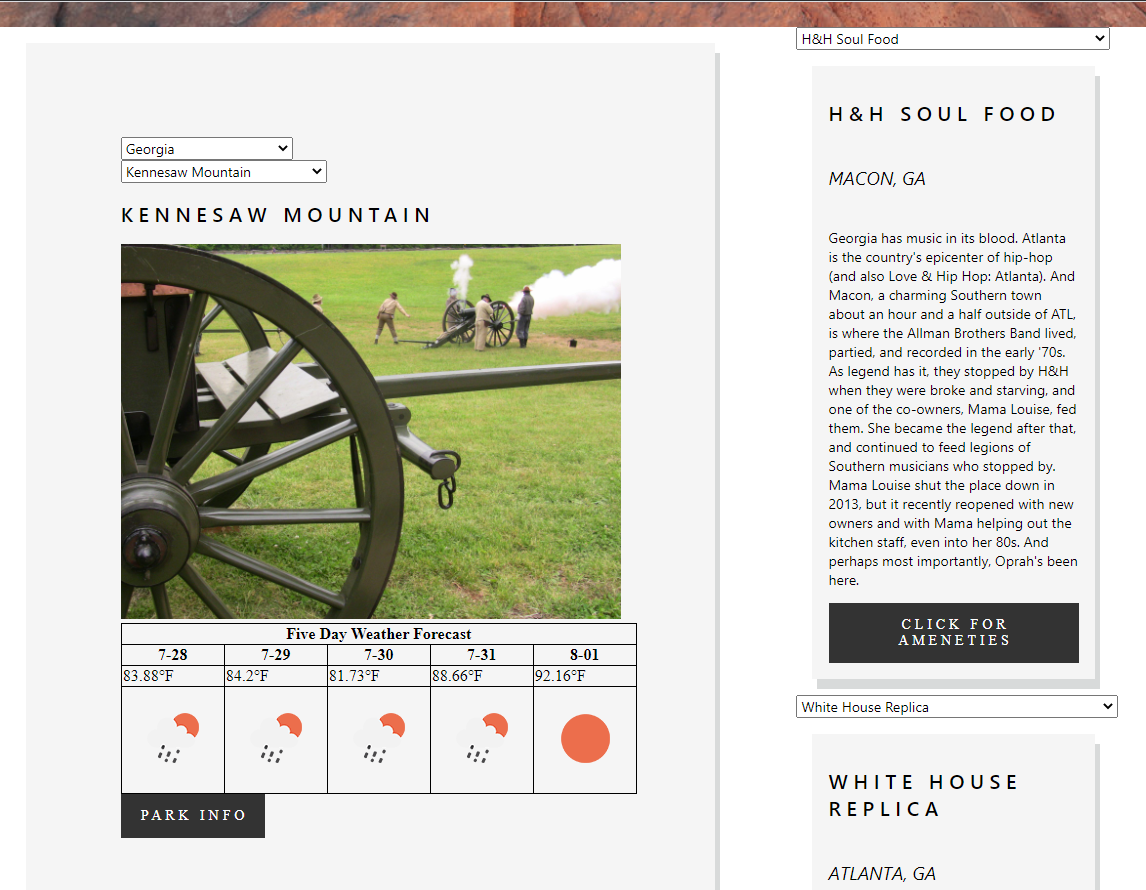 Georgia
Kennesaw Mountain
KENNESAW MOUNTAIN
Five Day Weather Forecast
7-28 7-29 7-30 7-31 8-01
83.88°F 84.2°F 81.73°F 88.66°F 92.16°F
PARK INFO
H&H Soul Food
H&H SOUL FOOD
MACON, GA
Georgia has music in its blood. Atlanta
is the country's epicenter of hip-hop
(and also Love & Hip Hop: Atlanta). And
Macon, a charming Southern town
about an hour and a half outside of ATL,
is where the Allman Brothers Band lived,
partied, and recorded in the early '70s.
As legend has it, they stopped by H&H
when they were broke and starving, and
one of the co-owners, Mama Louise, fed
them. She became the legend after that,
and continued to feed legions of
Southern musicians who stopped by.
Mama Louise shut the place down in
2013, but it recently reopened with new
owners and with Mama helping out the
kitchen staff, even into her 80s. And
perhaps most importantly, Oprah's been
here.
CLICK FOR
AMENETIES
White House Replica
WHITE HOUSE
REPLICA
ATLANTA, GA